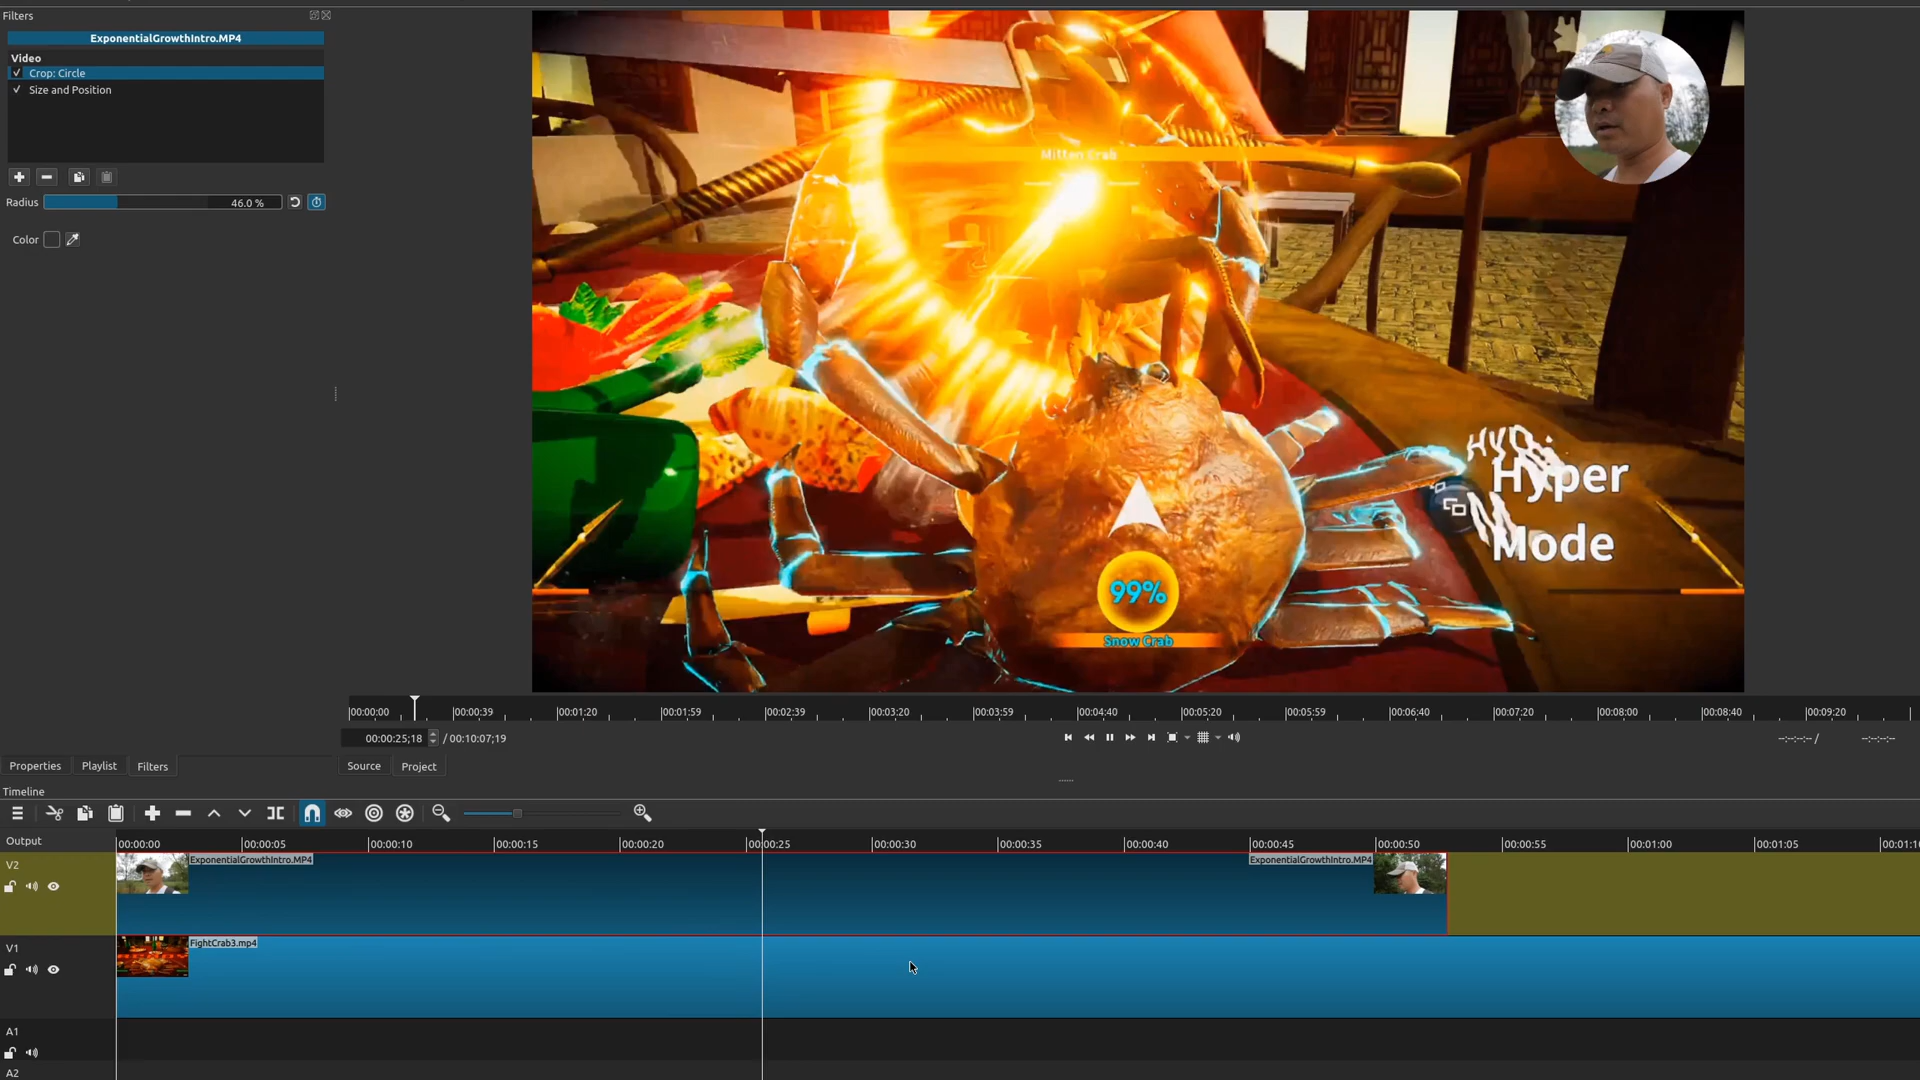 Filters
ExponentialGrowthIntro.MP4
Video
Crop: Circle
Size and Position
Radius
46.0 %
Color
Mitten Crab
Hyper
Mode
99%
Snow Crab
00:00:00 00:00:39 00:01:20 00:01:59 00:02:39 00:03:20 00:03:59 00:04:40 00:05:20 00:05:59 00:06:40 00:07:20 00:08:00 00:08:40 00:09:20
00:00:25;18 / 00:10:07;19
--:--:--:-- / --:--:--:--
Properties Playlist Filters
Source Project
Timeline
Output
00:00:00 00:00:05 00:00:10 00:00:15 00:00:20 00:00:25 00:00:30 00:00:35 00:00:40 00:00:45 00:00:50 00:00:55 00:01:00 00:01:05 00:01:10
V2
ExponentialGrowthIntro.MP4 ExponentialGrowthIntro.MP4
V1
FightCrab3.mp4
A1
A2